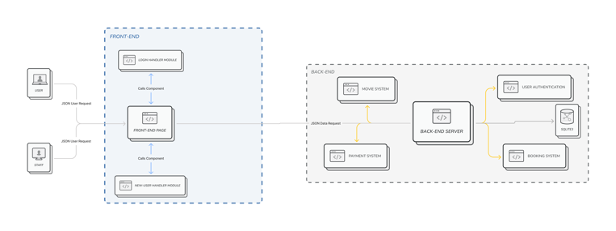 FRONT-END
LOGIN HANDLER MODULE
Calls Component
USER
JSON User Request
FRONT-END PAGE
JSON User Request
Calls Component
NEW USER HANDLER MODULE
BACK-END
MOVIE SYSTEM
USER AUTHENTICATION
JSON Data Request
BACK-END SERVER
PAYMENT SYSTEM
BOOKING SYSTEM